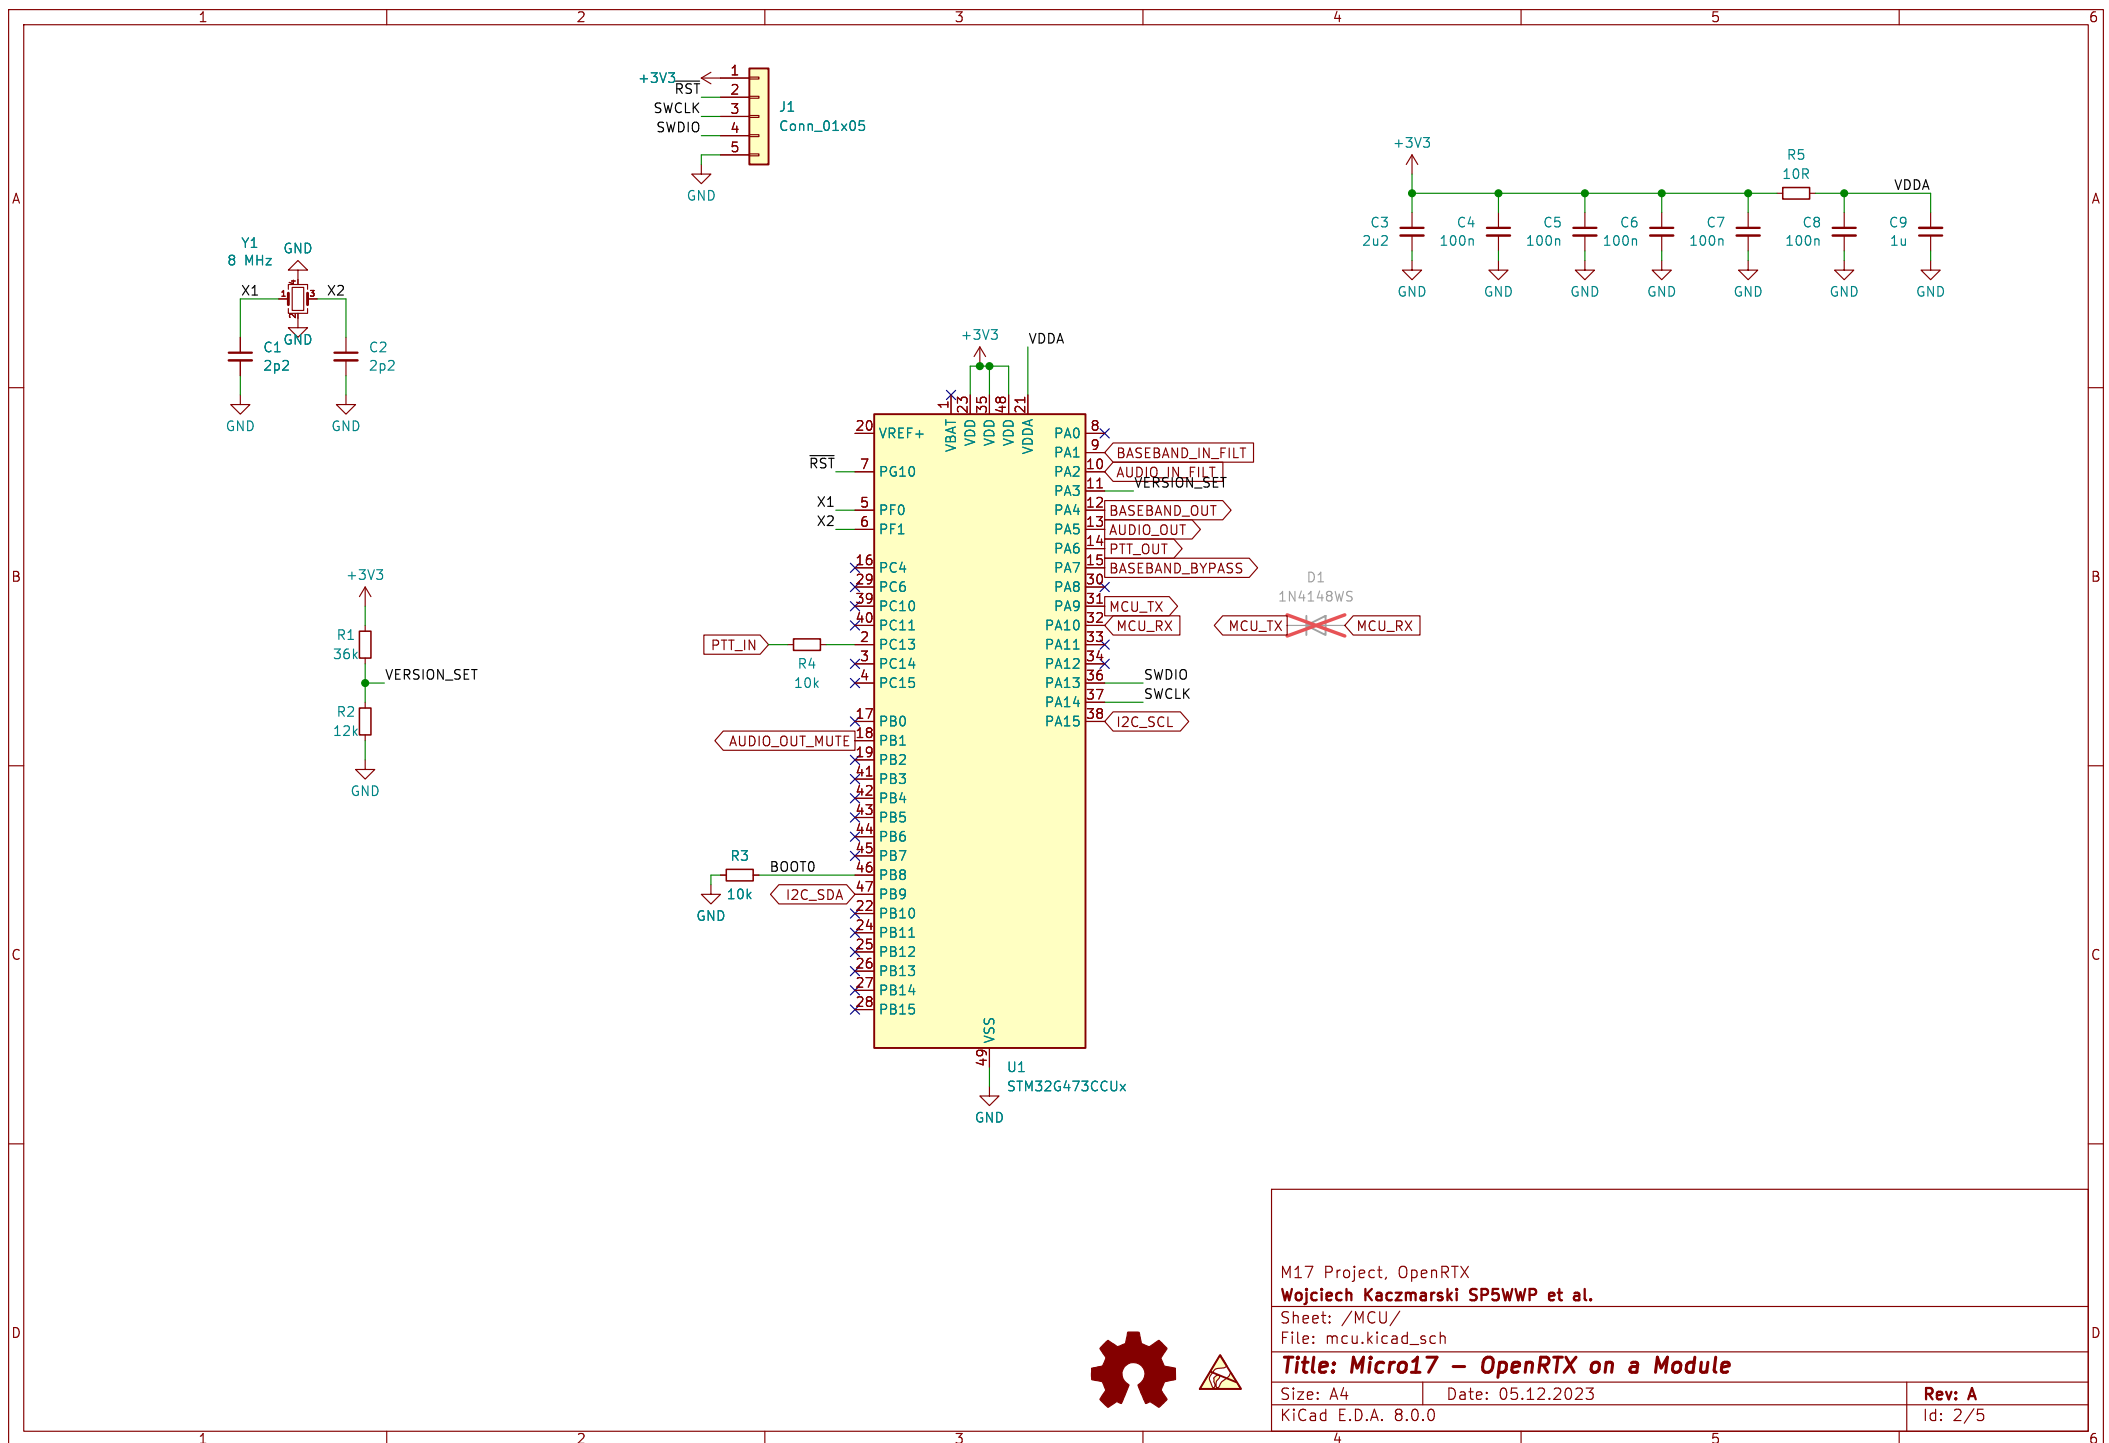 1 2 3 4 5 6
A
B
C
D
A
B
C
D
+3V3
RST
SWCLK
SWDIO
1
2
3
4
5
J1
Conn_01x05
GND
Y1
8 MHz
GND
X1
1
4
3
2
X2
GND
C1
2p2
C2
2p2
GND
GND
+3V3
R5
10R
VDDA
C3
2u2
C4
100n
C5
100n
C6
100n
C7
100n
C8
100n
C9
1u
GND
GND
GND
GND
GND
GND
GND
+3V3
R1
36k
VERSION_SET
R2
12k
GND
+3V3
VDDA
1 VBAT
23 VDD
35 VDD
48 VDD
21 VDDA
20 VREF+
RST 7 PG10
X1 5 PF0
X2 6 PF1
16 PC4
29 PC6
39 PC10
40 PC11
PTT_IN
R4
10k
2 PC13
3 PC14
4 PC15
17 PB0
AUDIO_OUT_MUTE 18 PB1
19 PB2
41 PB3
42 PB4
43 PB5
44 PB6
45 PB7
R3
10k
GND
BOOT0 46 PB8
I2C_SDA 47 PB9
22 PB10
24 PB11
25 PB12
26 PB13
27 PB14
28 PB15
PA0 8
PA1 9 BASEBAND_IN_FILT
PA2 10 AUDIO_IN_FILT
PA3 11 VERSION_SET
PA4 12 BASEBAND_OUT
PA5 13 AUDIO_OUT
PA6 14 PTT_OUT
PA7 15 BASEBAND_BYPASS
PA8 30
PA9 31 MCU_TX
PA10 32 MCU_RX
PA11 33
PA12 34
PA13 36 SWDIO
PA14 37 SWCLK
PA15 38 I2C_SCL
D1
1N4148WS
MCU_TX MCU_RX
VSS
49
U1
STM32G473CCUx
GND
M17 Project, OpenRTX
Wojciech Kaczmarski SP5WWP et al.
Sheet: /MCU/
File: mcu.kicad_sch
Title: Micro17 – OpenRTX on a Module
Size: A4 Date: 05.12.2023 Rev: A
KiCad E.D.A. 8.0.0 Id: 2/5
1 2 3 4 5 6